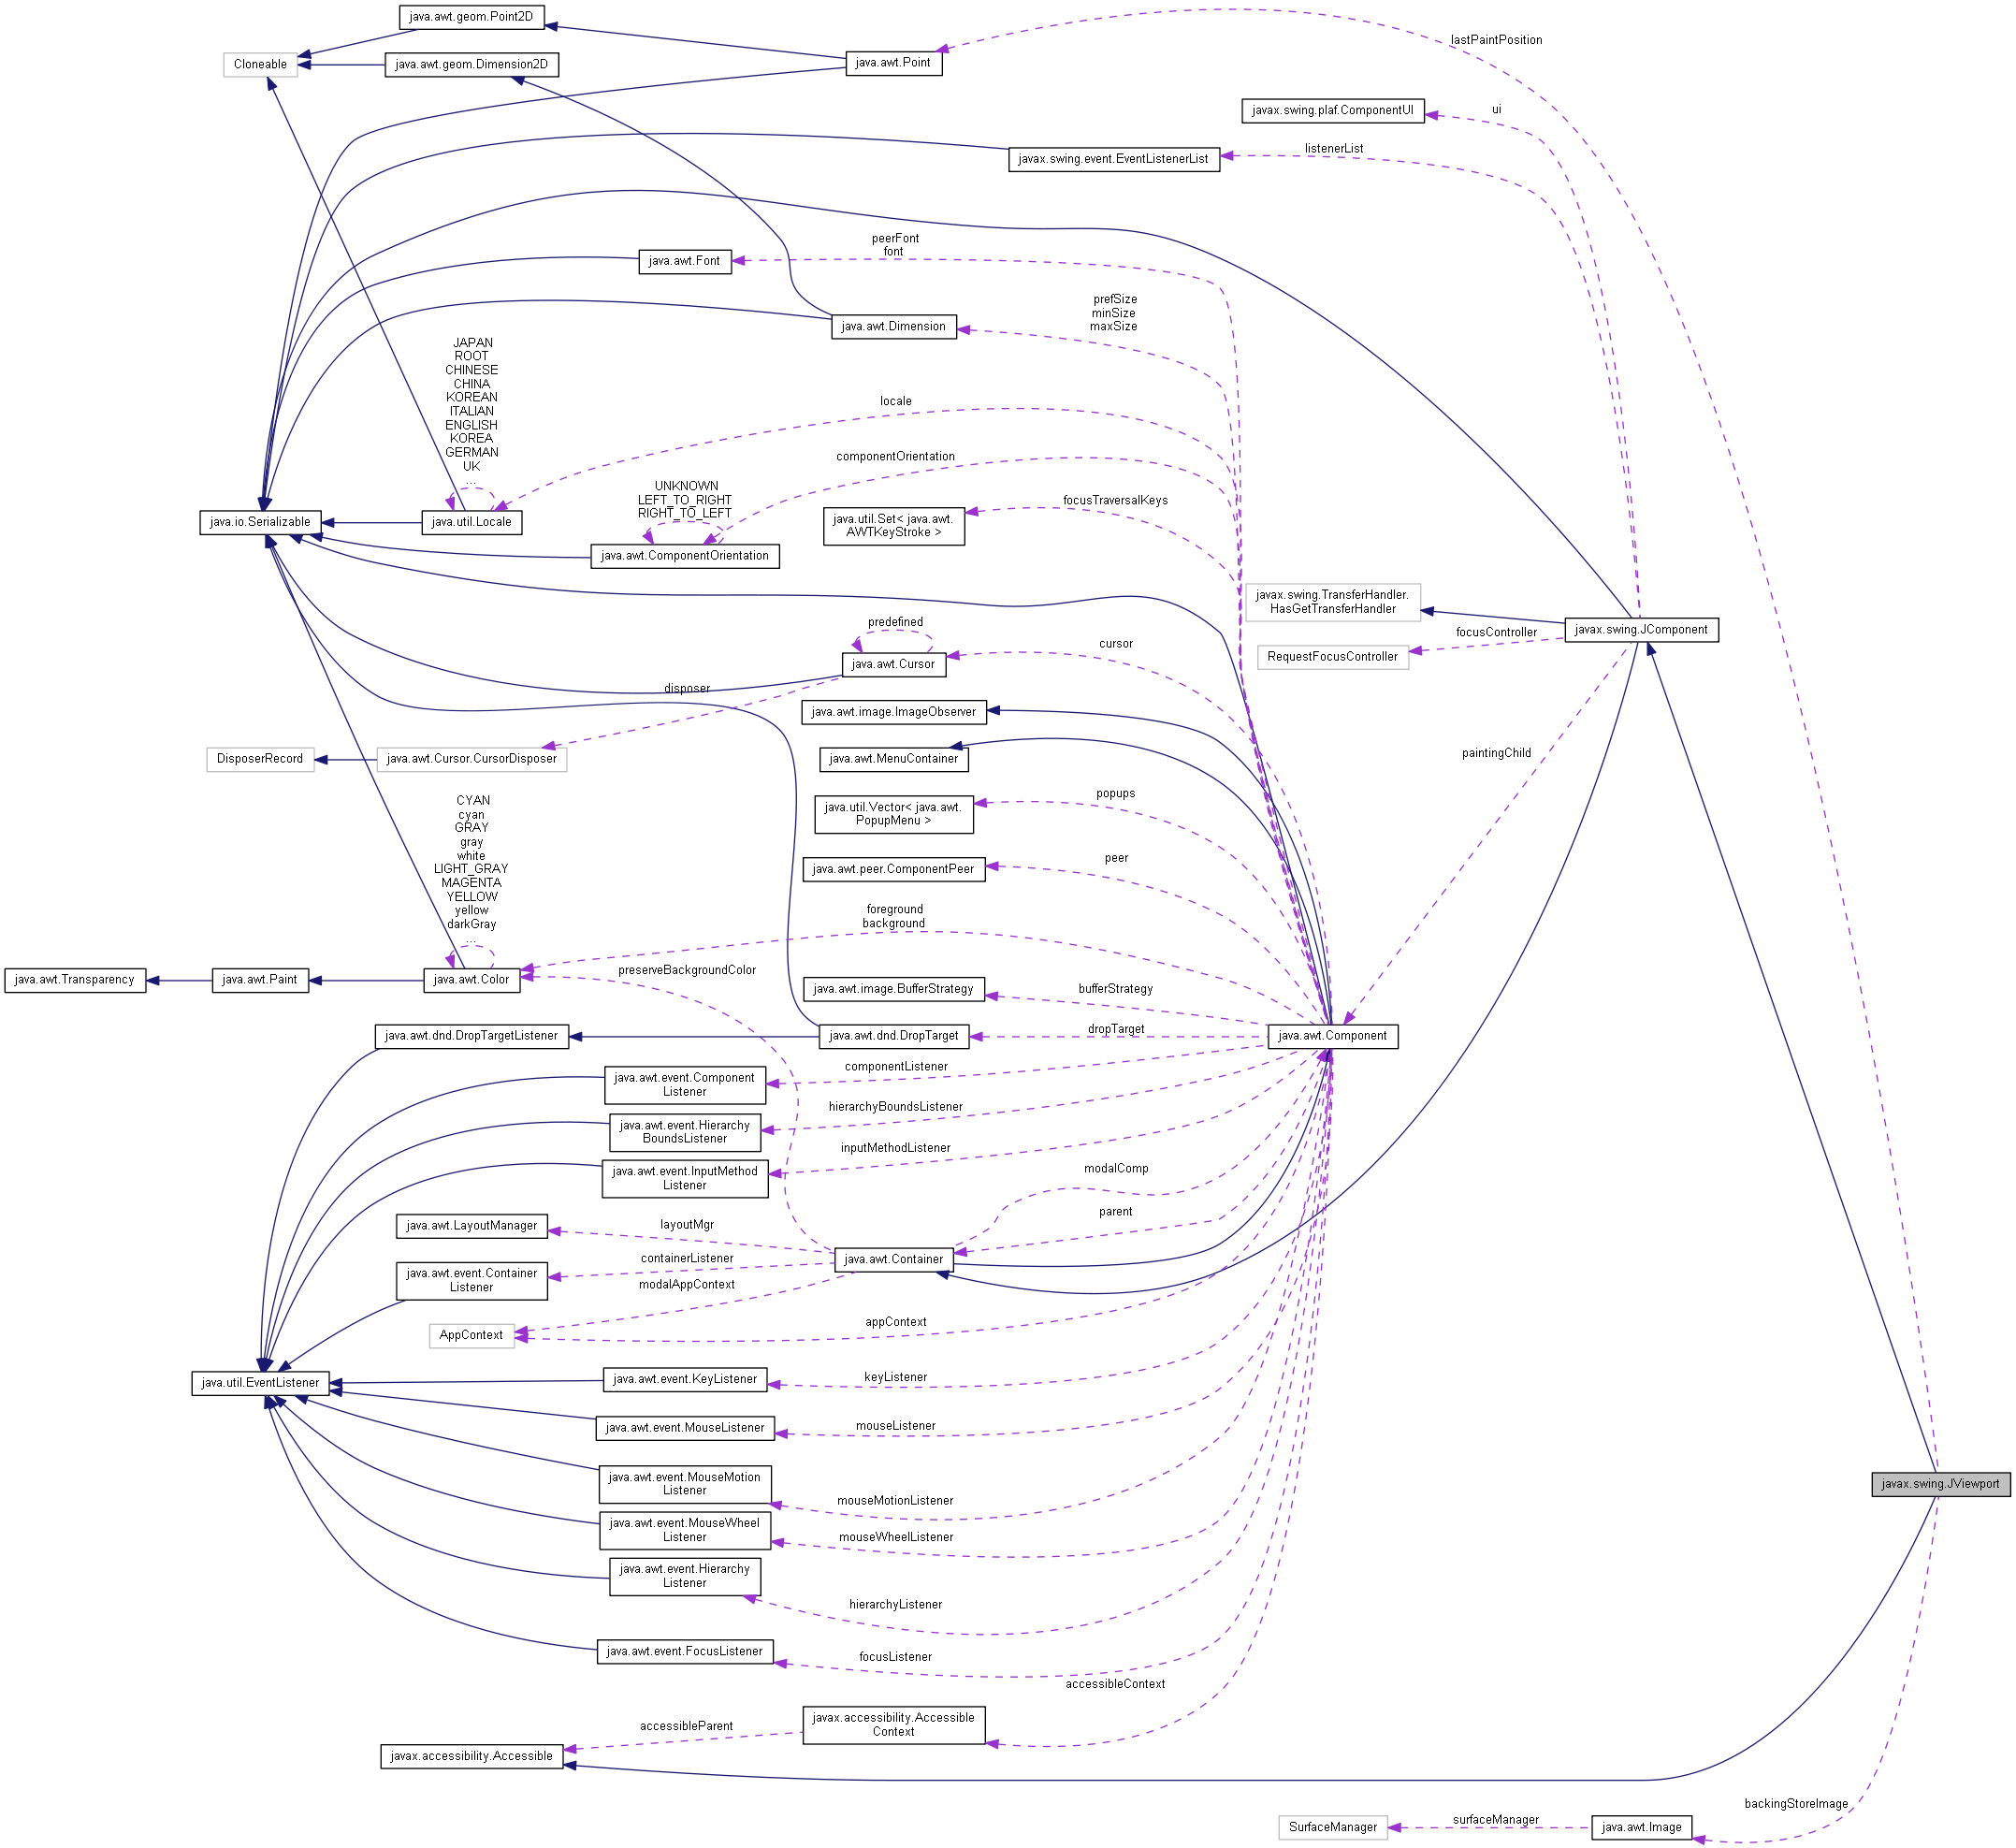 java.awt.geom.Point2D
lastPaintPosition
Cloneable
java.awt.geom.Dimension2D
java.awt.Point
javax.swing.plaf.ComponentUI
ui
javax.swing.event.EventListenerList
listenerList
java.awt.Font
peerFont
font
java.awt.Dimension
prefSize
minSize
maxSize
JAPAN
ROOT
CHINESE
CHINA
KOREAN
ITALIAN
ENGLISH
KOREA
GERMAN
UK
...
locale
componentOrientation
UNKNOWN
LEFT_TO_RIGHT
RIGHT_TO_LEFT
java.util.Set< java.awt.
AWTKeyStroke >
focusTraversalKeys
java.io.Serializable
java.util.Locale
java.awt.ComponentOrientation
javax.swing.TransferHandler.
HasGetTransferHandler
javax.swing.JComponent
focusController
RequestFocusController
predefined
java.awt.Cursor
cursor
disposer
java.awt.image.ImageObserver
DisposerRecord
java.awt.Cursor.CursorDisposer
java.awt.MenuContainer
paintingChild
java.util.Vector< java.awt.
PopupMenu >
popups
CYAN
cyan
GRAY
gray
white
LIGHT_GRAY
MAGENTA
YELLOW
yellow
darkGray
...
java.awt.peer.ComponentPeer
peer
foreground
background
java.awt.Transparency
java.awt.Paint
java.awt.Color
preserveBackgroundColor
java.awt.image.BufferStrategy
bufferStrategy
java.awt.dnd.DropTargetListener
java.awt.dnd.DropTarget
dropTarget
java.awt.Component
java.awt.event.Component
Listener
componentListener
java.awt.event.Hierarchy
BoundsListener
hierarchyBoundsListener
java.awt.event.InputMethod
Listener
inputMethodListener
modalComp
parent
java.awt.LayoutManager
layoutMgr
java.awt.Container
java.awt.event.Container
Listener
containerListener
modalAppContext
AppContext
appContext
java.util.EventListener
java.awt.event.KeyListener
keyListener
java.awt.event.MouseListener
mouseListener
java.awt.event.MouseMotion
Listener
mouseMotionListener
javax.swing.JViewport
java.awt.event.MouseWheel
Listener
mouseWheelListener
java.awt.event.Hierarchy
Listener
hierarchyListener
java.awt.event.FocusListener
focusListener
accessibleContext
javax.accessibility.Accessible
Context
accessibleParent
javax.accessibility.Accessible
backingStoreImage
SurfaceManager
surfaceManager
java.awt.Image